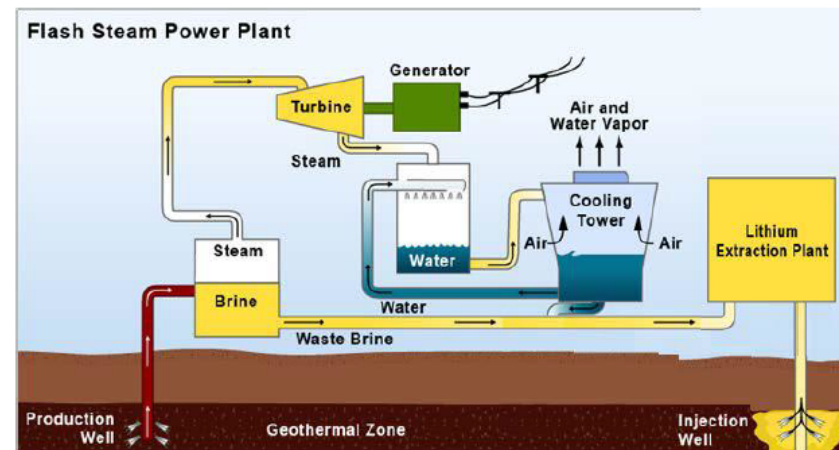 Flash Steam Power Plant
Generator
Turbine
Air and
Water Vapor
Steam
Cooling
Tower
Lithium
Extraction Plant
Air
Air
Steam
Water
Brine
Water
Waste Brine
Production
Well
Geothermal Zone
Injection
Well